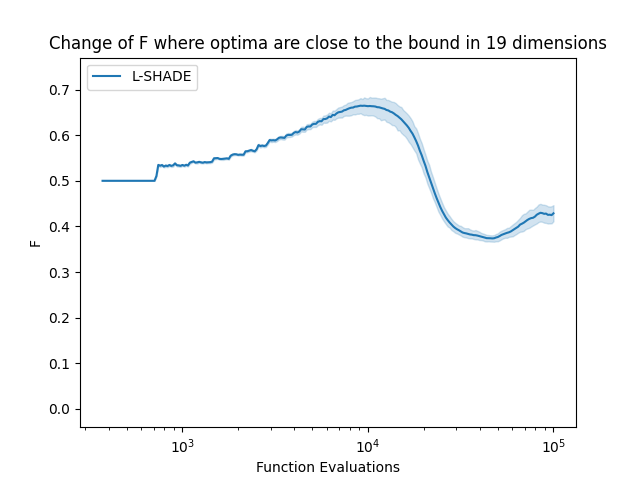 Change of F where optima are close to the bound in 19 dimensions
L-SHADE
0.7
0.6
0.5
0.4
0.3
0.2
0.1
0.0
F
10³
10⁴
10⁵
Function Evaluations